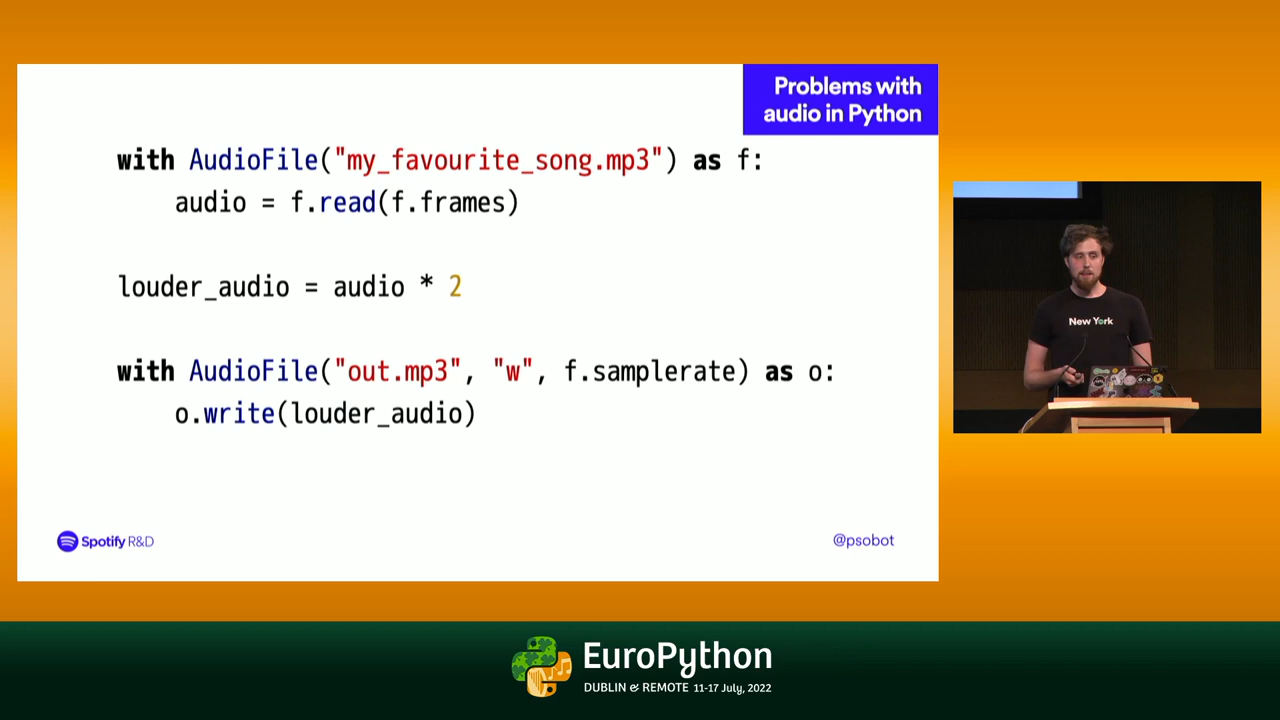 Problems with
audio in Python
with AudioFile("my_favourite_song.mp3") as f:
audio = f.read(f.frames)
louder_audio = audio * 2
with AudioFile("out.mp3", "w", f.samplerate) as o:
o.write(louder_audio)
Spotify R&D
@psobot
New York
EuroPython
DUBLIN & REMOTE 11-17 July, 2022